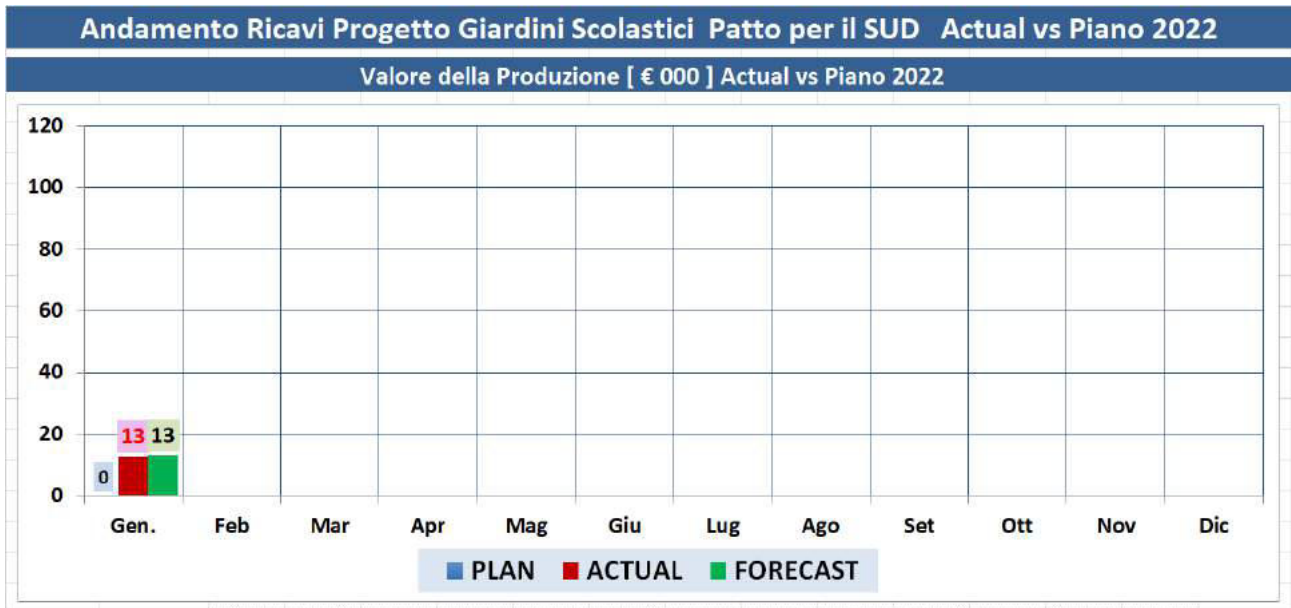 Andamento Ricavi Progetto Giardini Scolastici Patto per il SUD Actual vs Piano 2022
Valore della Produzione [ € 000 ] Actual vs Piano 2022
120
100
80
60
40
20
0
0 13 13
Gen. Feb Mar Apr Mag Giu Lug Ago Set Ott Nov Dic
PLAN ACTUAL FORECAST